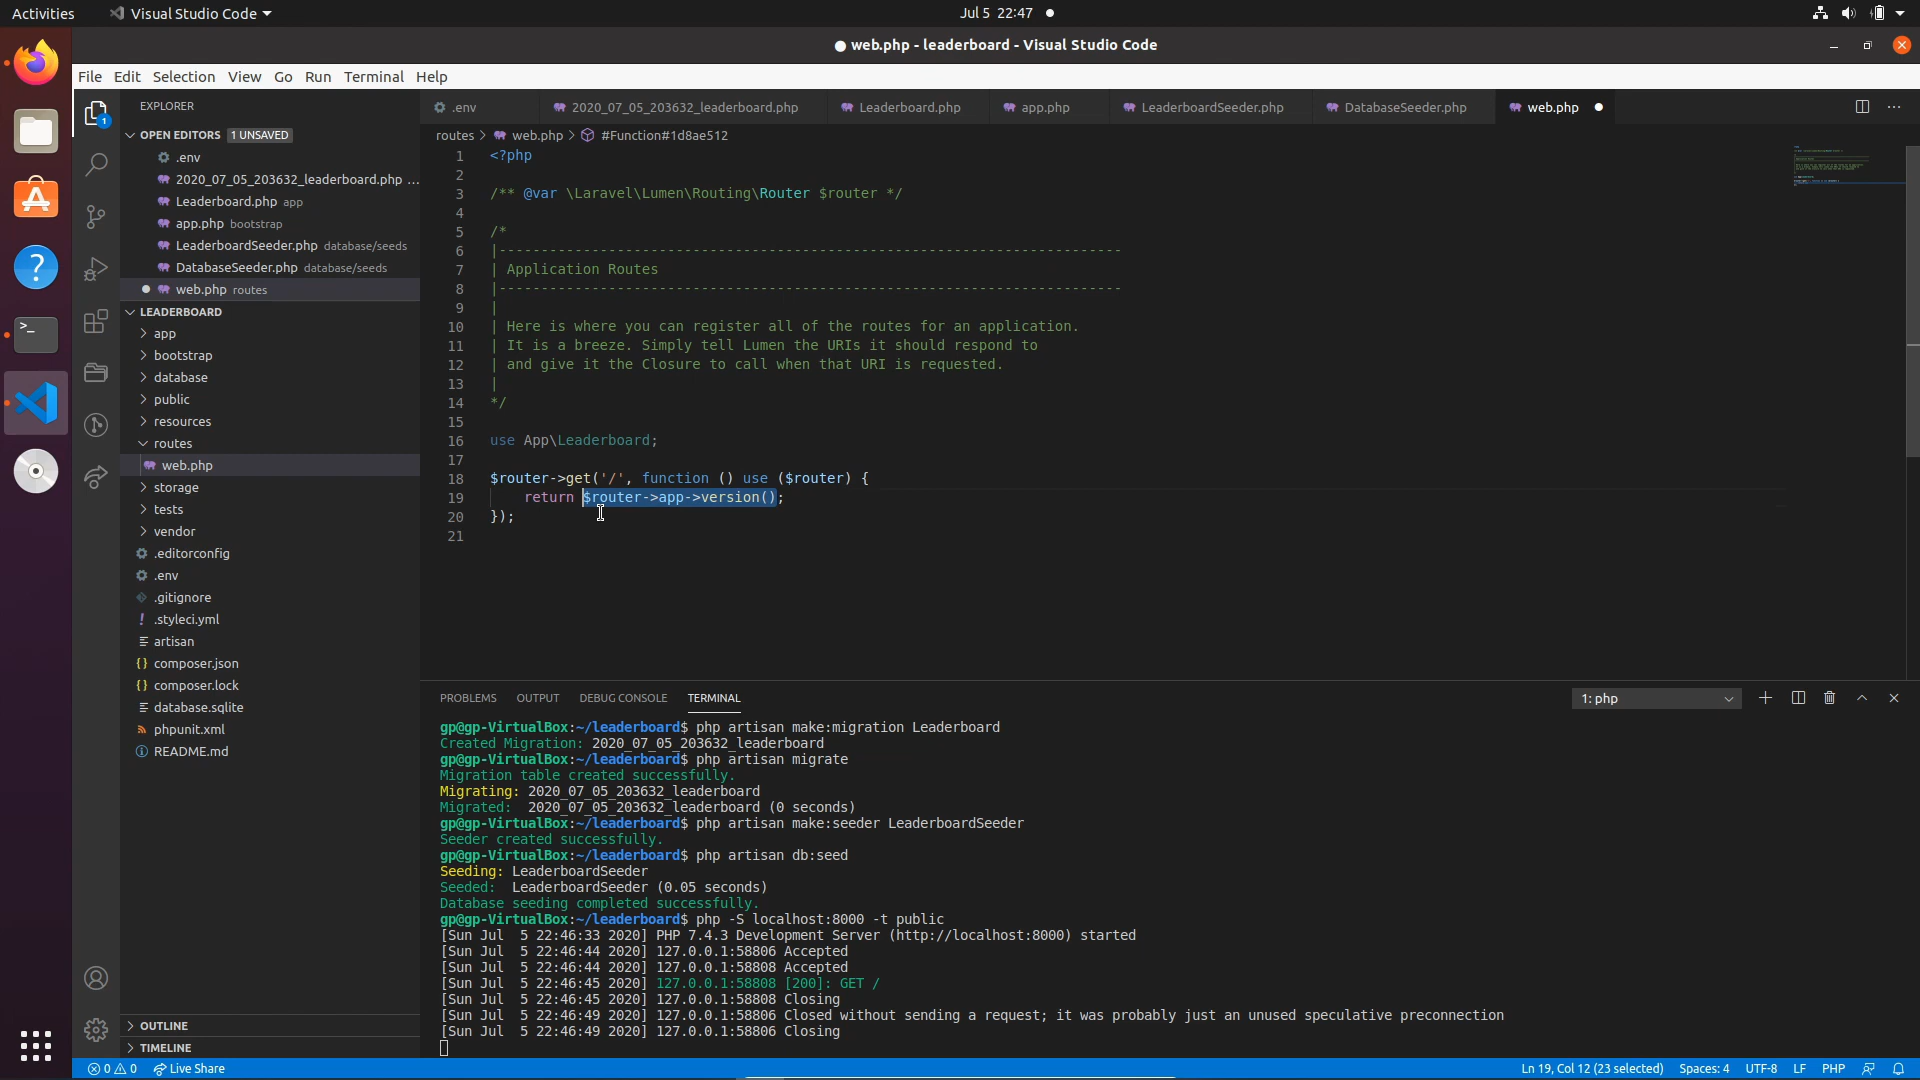 Activities
Visual Studio Code
Jul 5 22:47
● web.php - leaderboard - Visual Studio Code
File Edit Selection View Go Run Terminal Help
EXPLORER
OPEN EDITORS 1 UNSAVED
.env
2020_07_05_203632_leaderboard.php ...
Leaderboard.php app
app.php bootstrap
LeaderboardSeeder.php database/seeds
DatabaseSeeder.php database/seeds
web.php routes
LEADERBOARD
app
bootstrap
database
public
resources
routes
web.php
storage
tests
vendor
.editorconfig
.env
.gitignore
.styleci.yml
artisan
composer.json
composer.lock
database.sqlite
phpunit.xml
README.md
OUTLINE
TIMELINE
1
.env 2020_07_05_203632_leaderboard.php Leaderboard.php app.php LeaderboardSeeder.php DatabaseSeeder.php web.php
routes > web.php > #Function#1d8ae512
1 <?php
2
3 /** @var \Laravel\Lumen\Routing\Router $router */
4
5 /*
6 |--------------------------------------------------------------------------
7 | Application Routes
8 |--------------------------------------------------------------------------
9 |
10 | Here is where you can register all of the routes for an application.
11 | It is a breeze. Simply tell Lumen the URIs it should respond to
12 | and give it the Closure to call when that URI is requested.
13 |
14 */
15
16 use App\Leaderboard;
17
18 $router->get('/', function () use ($router) {
19 return $router->app->version();
20 });
21
PROBLEMS OUTPUT DEBUG CONSOLE TERMINAL
1: php
gp@gp-VirtualBox:~/leaderboard$ php artisan make:migration Leaderboard
Created Migration: 2020_07_05_203632_leaderboard
gp@gp-VirtualBox:~/leaderboard$ php artisan migrate
Migration table created successfully.
Migrating: 2020_07_05_203632_leaderboard
Migrated: 2020_07_05_203632_leaderboard (0 seconds)
gp@gp-VirtualBox:~/leaderboard$ php artisan make:seeder LeaderboardSeeder
Seeder created successfully.
gp@gp-VirtualBox:~/leaderboard$ php artisan db:seed
Seeding: LeaderboardSeeder
Seeded: LeaderboardSeeder (0.05 seconds)
Database seeding completed successfully.
gp@gp-VirtualBox:~/leaderboard$ php -S localhost:8000 -t public
[Sun Jul 5 22:46:33 2020] PHP 7.4.3 Development Server (http://localhost:8000) started
[Sun Jul 5 22:46:44 2020] 127.0.0.1:58806 Accepted
[Sun Jul 5 22:46:44 2020] 127.0.0.1:58808 Accepted
[Sun Jul 5 22:46:45 2020] 127.0.0.1:58808 [200]: GET /
[Sun Jul 5 22:46:45 2020] 127.0.0.1:58808 Closing
[Sun Jul 5 22:46:49 2020] 127.0.0.1:58806 Closed without sending a request; it was probably just an unused speculative preconnection
[Sun Jul 5 22:46:49 2020] 127.0.0.1:58806 Closing
0 0 Live Share
Ln 19, Col 12 (23 selected) Spaces: 4 UTF-8 LF PHP